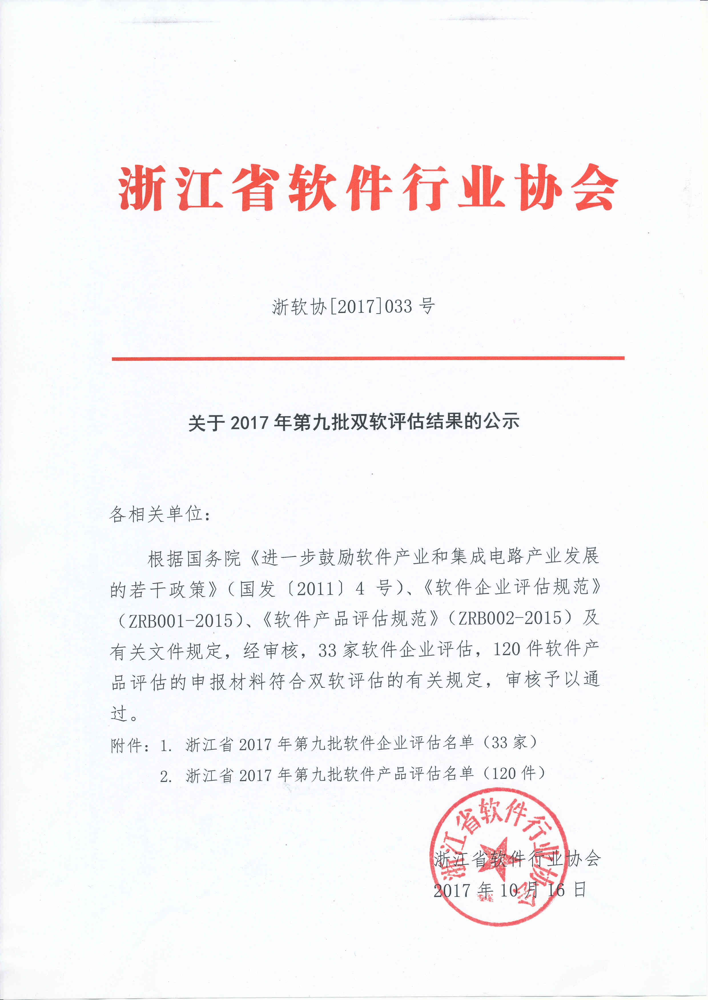 浙江省软件行业协会
浙软协[2017]033 号
关于 2017 年第九批双软评估结果的公示
各相关单位：
根据国务院《进一步鼓励软件产业和集成电路产业发展
的若干政策》（国发〔2011〕4 号）、《软件企业评估规范》
（ZRB001-2015）、《软件产品评估规范》（ZRB002-2015）及
有关文件规定，经审核，33 家软件企业评估，120 件软件产
品评估的申报材料符合双软评估的有关规定，审核予以通
过。
附件：1. 浙江省 2017 年第九批软件企业评估名单（33 家）
2. 浙江省 2017 年第九批软件产品评估名单（120 件）
浙江省软件行业协会
浙江省软件行业协会
2017 年 10 月 16 日